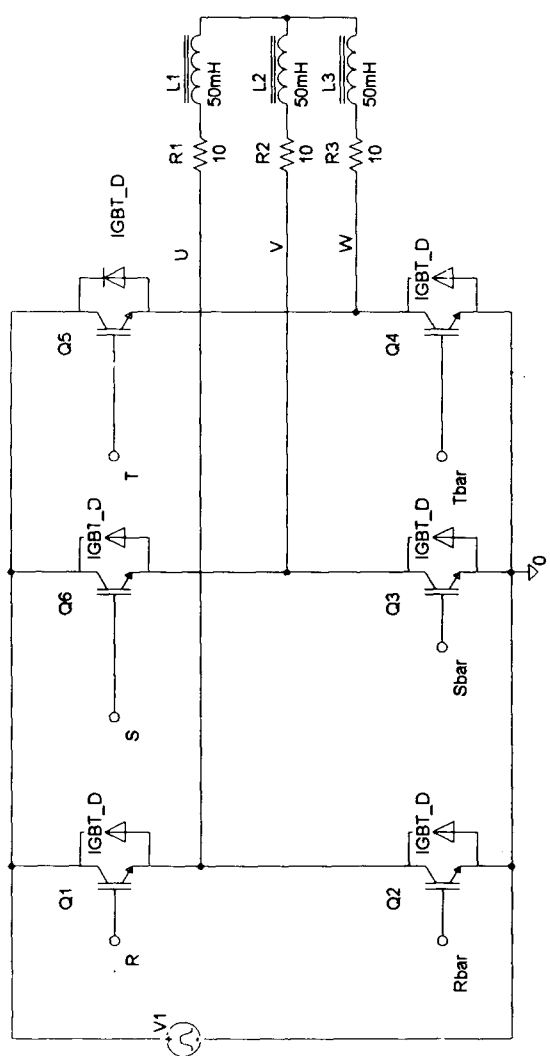 V1
Q1
IGBT_D
R
Q6
IGBT_D
S
Q5
IGBT_D
T
Q2
IGBT_D
Rbar
Q3
IGBT_D
Sbar
Q4
IGBT_D
Tbar
0
U
V
W
R1
10
L1
50mH
R2
10
L2
50mH
R3
10
L3
50mH